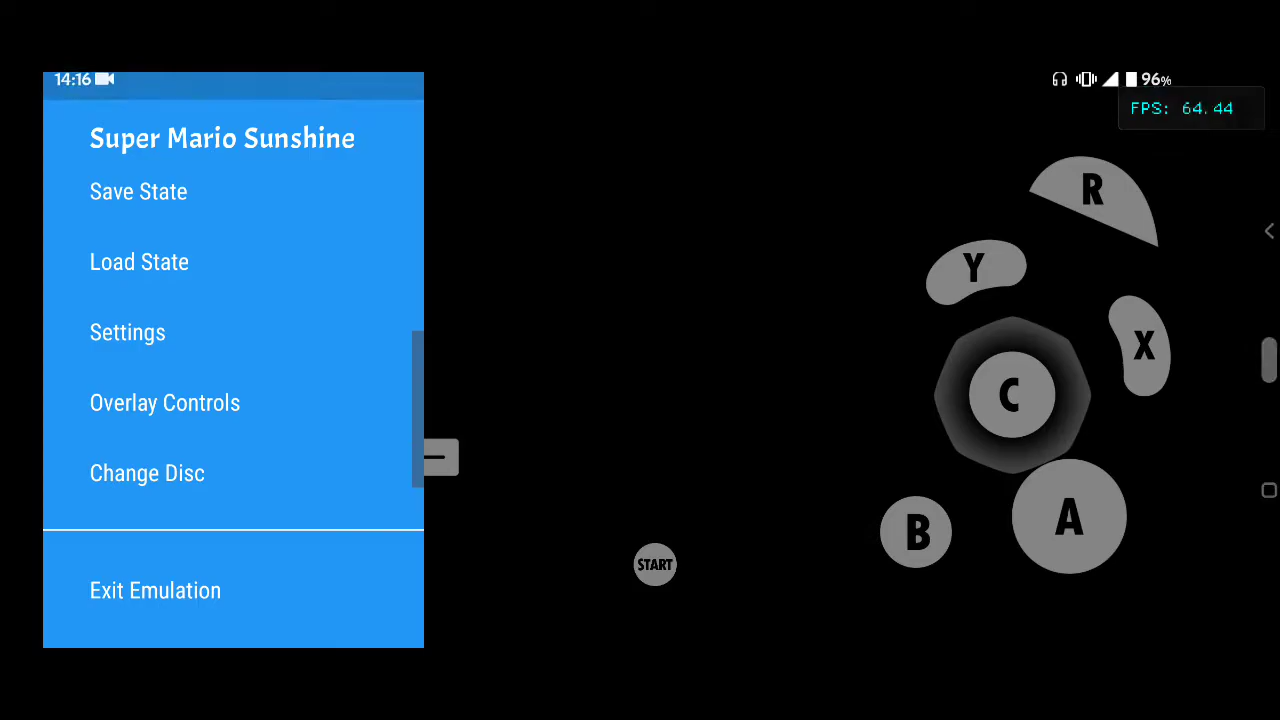 14:16
96%
FPS: 64.44
Super Mario Sunshine
Save State
Load State
Settings
Overlay Controls
Change Disc
Exit Emulation
R
Y
X
C
A
B
START